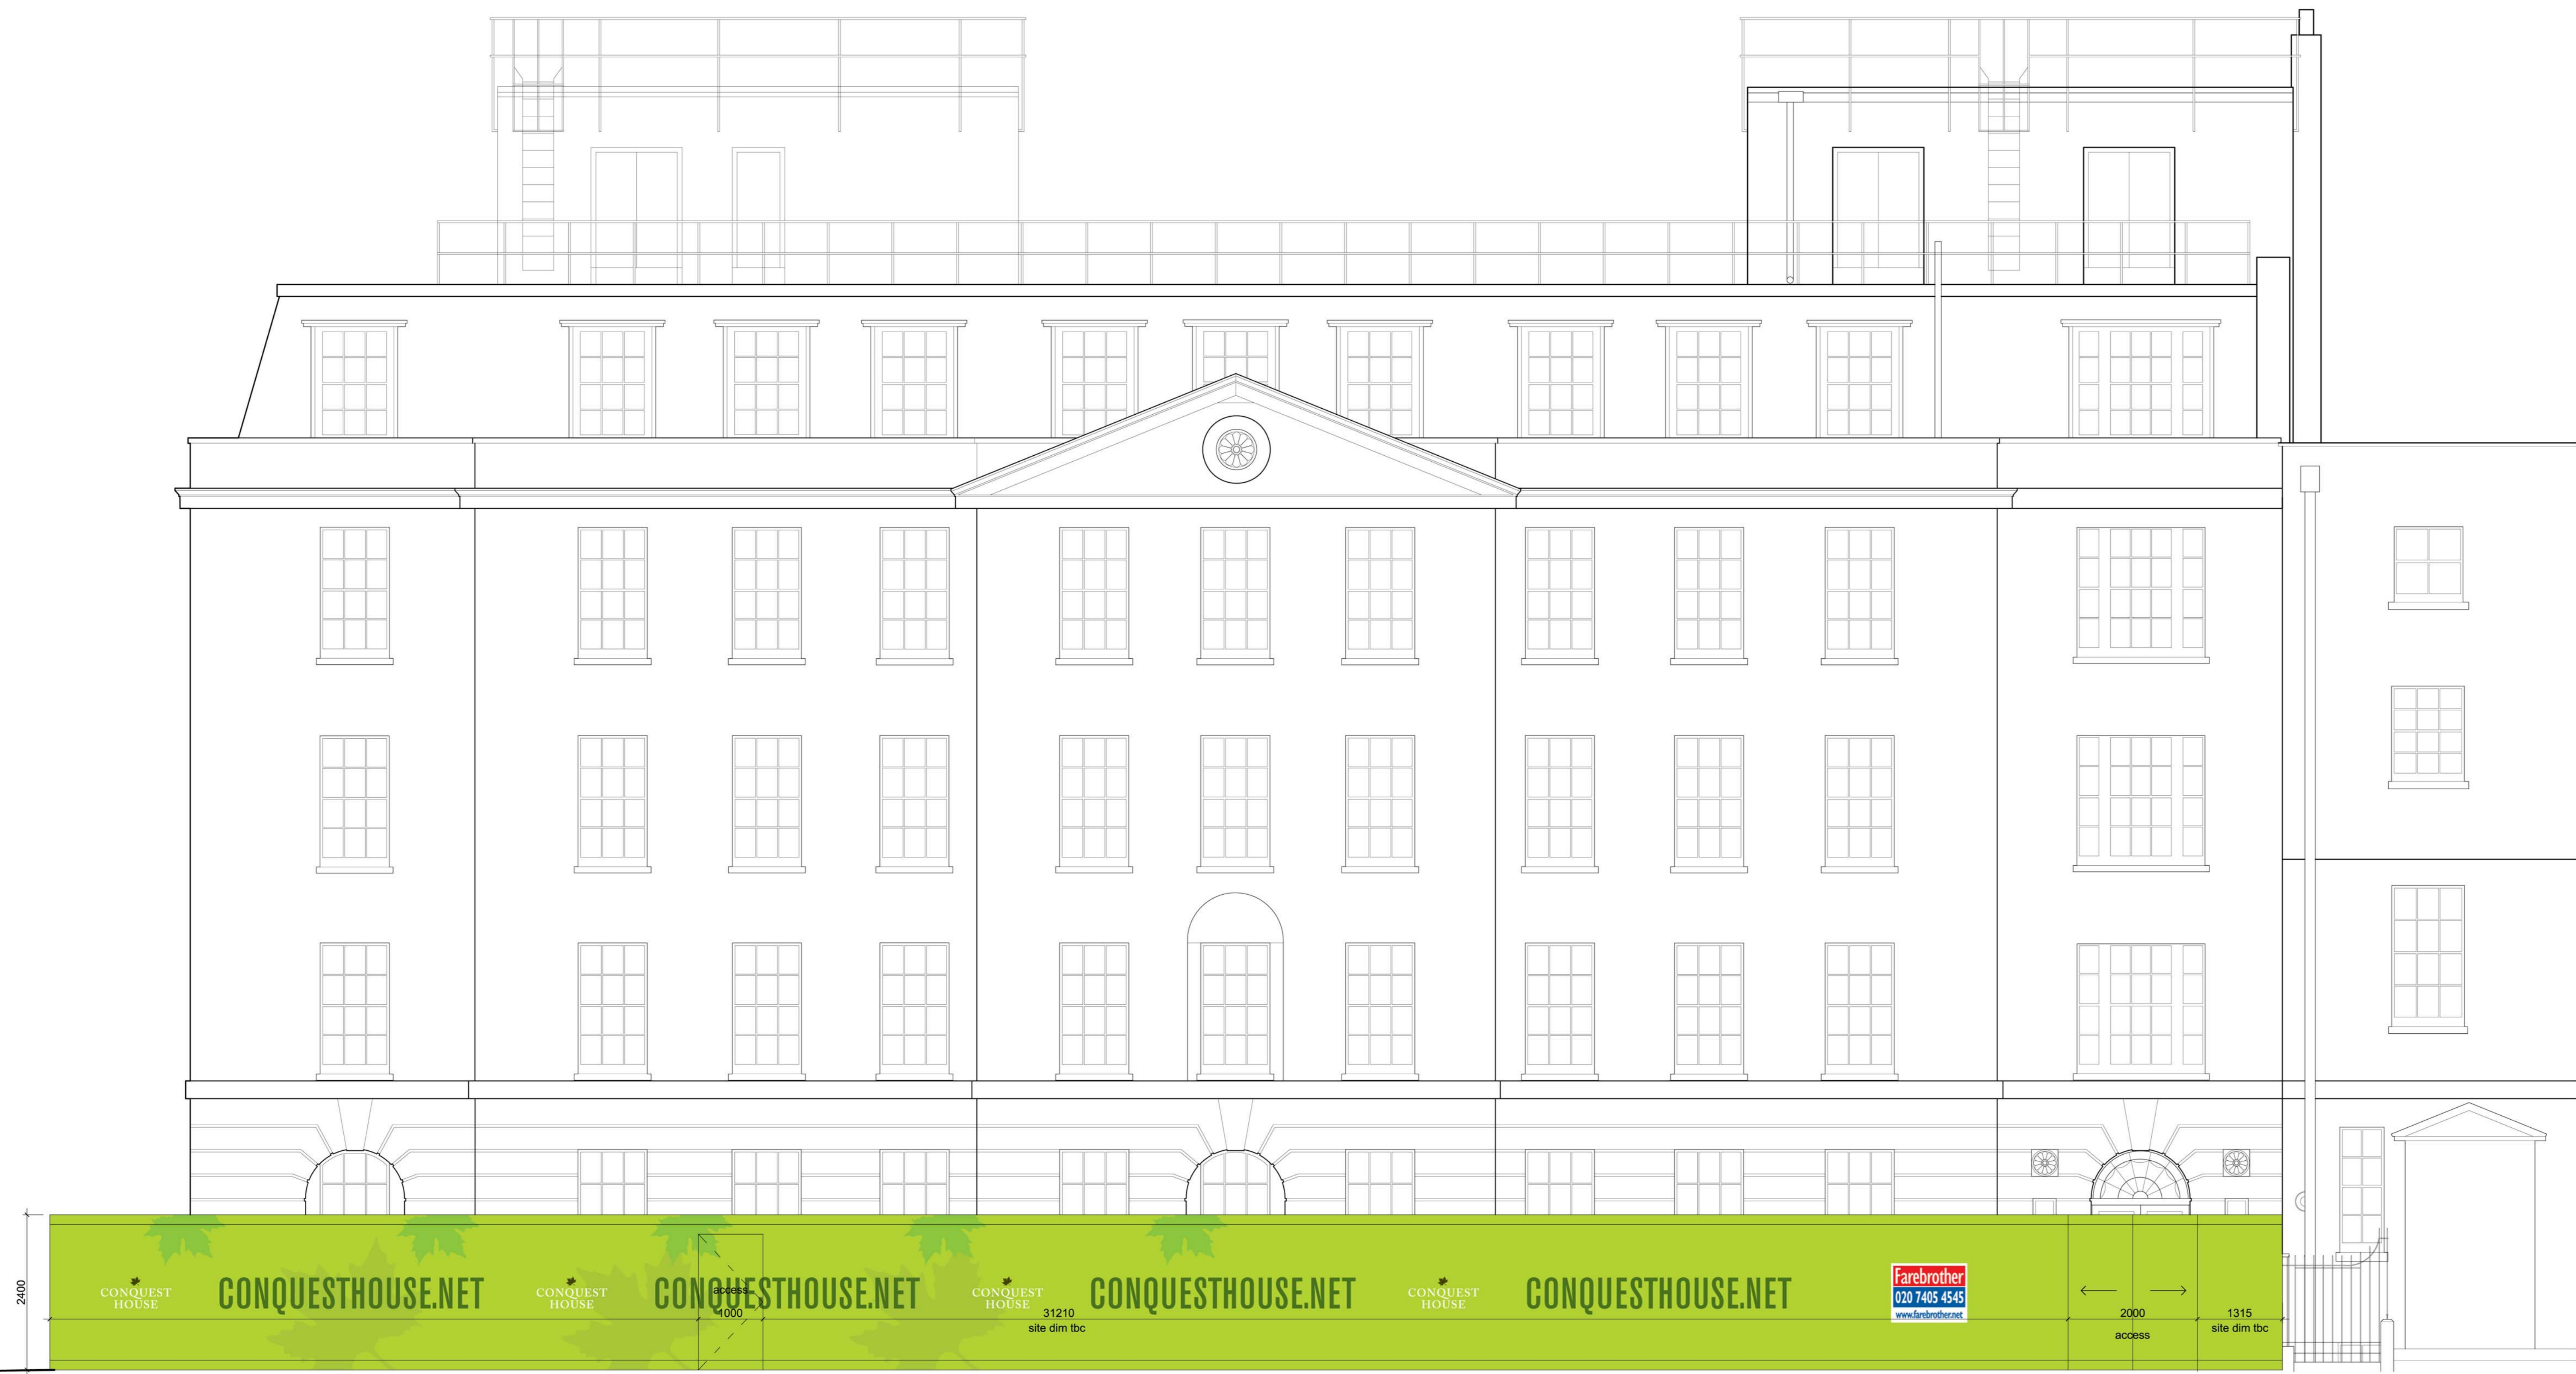 2400
CONQUEST
HOUSE
CONQUESTHOUSE.NET
CONQUEST
HOUSE
CONQUESTHOUSE.NET
access
1000
CONQUEST
HOUSE
31210
site dim tbc
CONQUESTHOUSE.NET
CONQUEST
HOUSE
CONQUESTHOUSE.NET
Farebrother
020 7405 4545
www.farebrother.net
2000
access
1315
site dim tbc